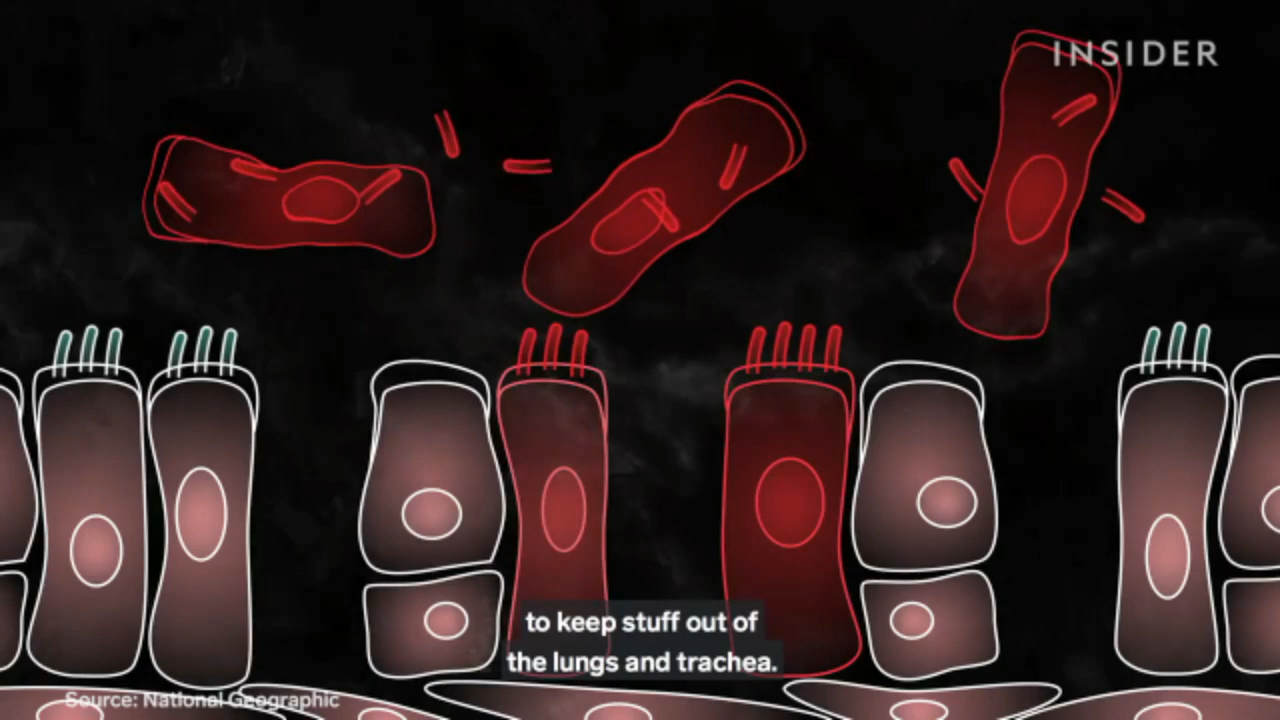 INSIDER
to keep stuff out of
the lungs and trachea.
Source: National Geographic